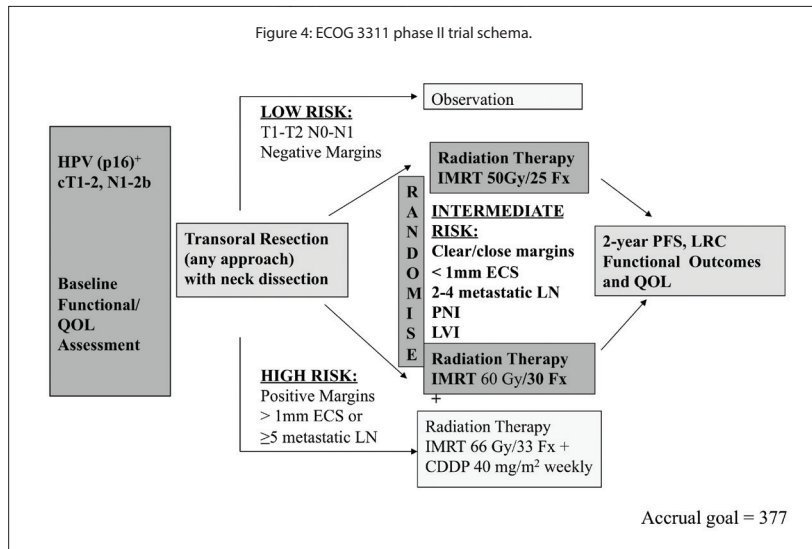 Figure 4: ECOG 3311 phase II trial schema.
HPV (p16)+
cT1-2, N1-2b
Baseline
Functional/
QOL
Assessment
Transoral Resection
(any approach)
with neck dissection
LOW RISK:
T1-T2 N0-N1
Negative Margins
Observation
HIGH RISK:
Positive Margins
> 1mm ECS or
≥5 metastatic LN
RANDOMISE
Radiation Therapy
IMRT 50Gy/25 Fx
INTERMEDIATE
RISK:
Clear/close margins
< 1mm ECS
2-4 metastatic LN
PNI
LVI
Radiation Therapy
IMRT 60 Gy/30 Fx
+
Radiation Therapy
IMRT 66 Gy/33 Fx +
CDDP 40 mg/m² weekly
2-year PFS, LRC
Functional Outcomes
and QOL
Accrual goal = 377